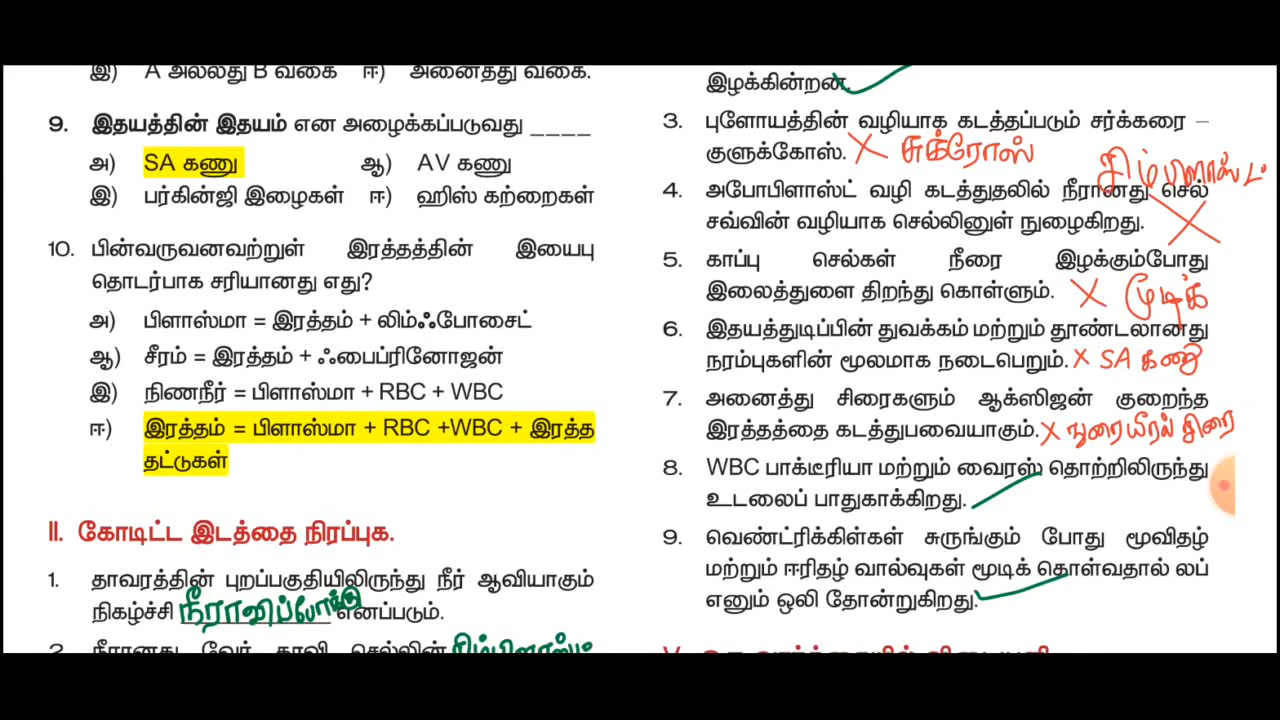 இ) A அல்லது B வகை ஈ) அனைத்து வகை.
9. இதயத்தின் இதயம் என அழைக்கப்படுவது ____
அ) SA கணு ஆ) AV கணு
இ) பர்கின்ஜி இழைகள் ஈ) ஹிஸ் கற்றைகள்
10. பின்வருவனவற்றுள் இரத்தத்தின் இயைபு
தொடர்பாக சரியானது எது?
அ) பிளாஸ்மா = இரத்தம் + லிம்ஃபோசைட்
ஆ) சீரம் = இரத்தம் + ஃபைப்ரினோஜன்
இ) நிணநீர் = பிளாஸ்மா + RBC + WBC
ஈ) இரத்தம் = பிளாஸ்மா + RBC +WBC + இரத்த
தட்டுகள்
II. கோடிட்ட இடத்தை நிரப்புக.
1. தாவரத்தின் புறப்பகுதியிலிருந்து நீர் ஆவியாகும்
நிகழ்ச்சி நீராவிப்போக்கு எனப்படும்.
2. நீரானது வேர் தூவி செல்லின் சிம்பிளாஸ்ட்
இழக்கின்றன.
3. புளோயத்தின் வழியாக கடத்தப்படும் சர்க்கரை –
குளுக்கோஸ். X சுக்ரோஸ்
சிம்பிளாஸ்ட்
4. அபோபிளாஸ்ட் வழி கடத்துதலில் நீரானது செல்
சவ்வின் வழியாக செல்லினுள் நுழைகிறது. X
5. காப்பு செல்கள் நீரை இழக்கும்போது
இலைத்துளை திறந்து கொள்ளும். X மூடிக்
6. இதயத்துடிப்பின் துவக்கம் மற்றும் தூண்டலானது
நரம்புகளின் மூலமாக நடைபெறும். X SA கணு
7. அனைத்து சிரைகளும் ஆக்ஸிஜன் குறைந்த
இரத்தத்தை கடத்துபவையாகும். X நுரையீரல் சிரை
8. WBC பாக்டீரியா மற்றும் வைரஸ் தொற்றிலிருந்து
உடலைப் பாதுகாக்கிறது.
9. வெண்ட்ரிக்கிள்கள் சுருங்கும் போது மூவிதழ்
மற்றும் ஈரிதழ் வால்வுகள் மூடிக் கொள்வதால் லப்
எனும் ஒலி தோன்றுகிறது.